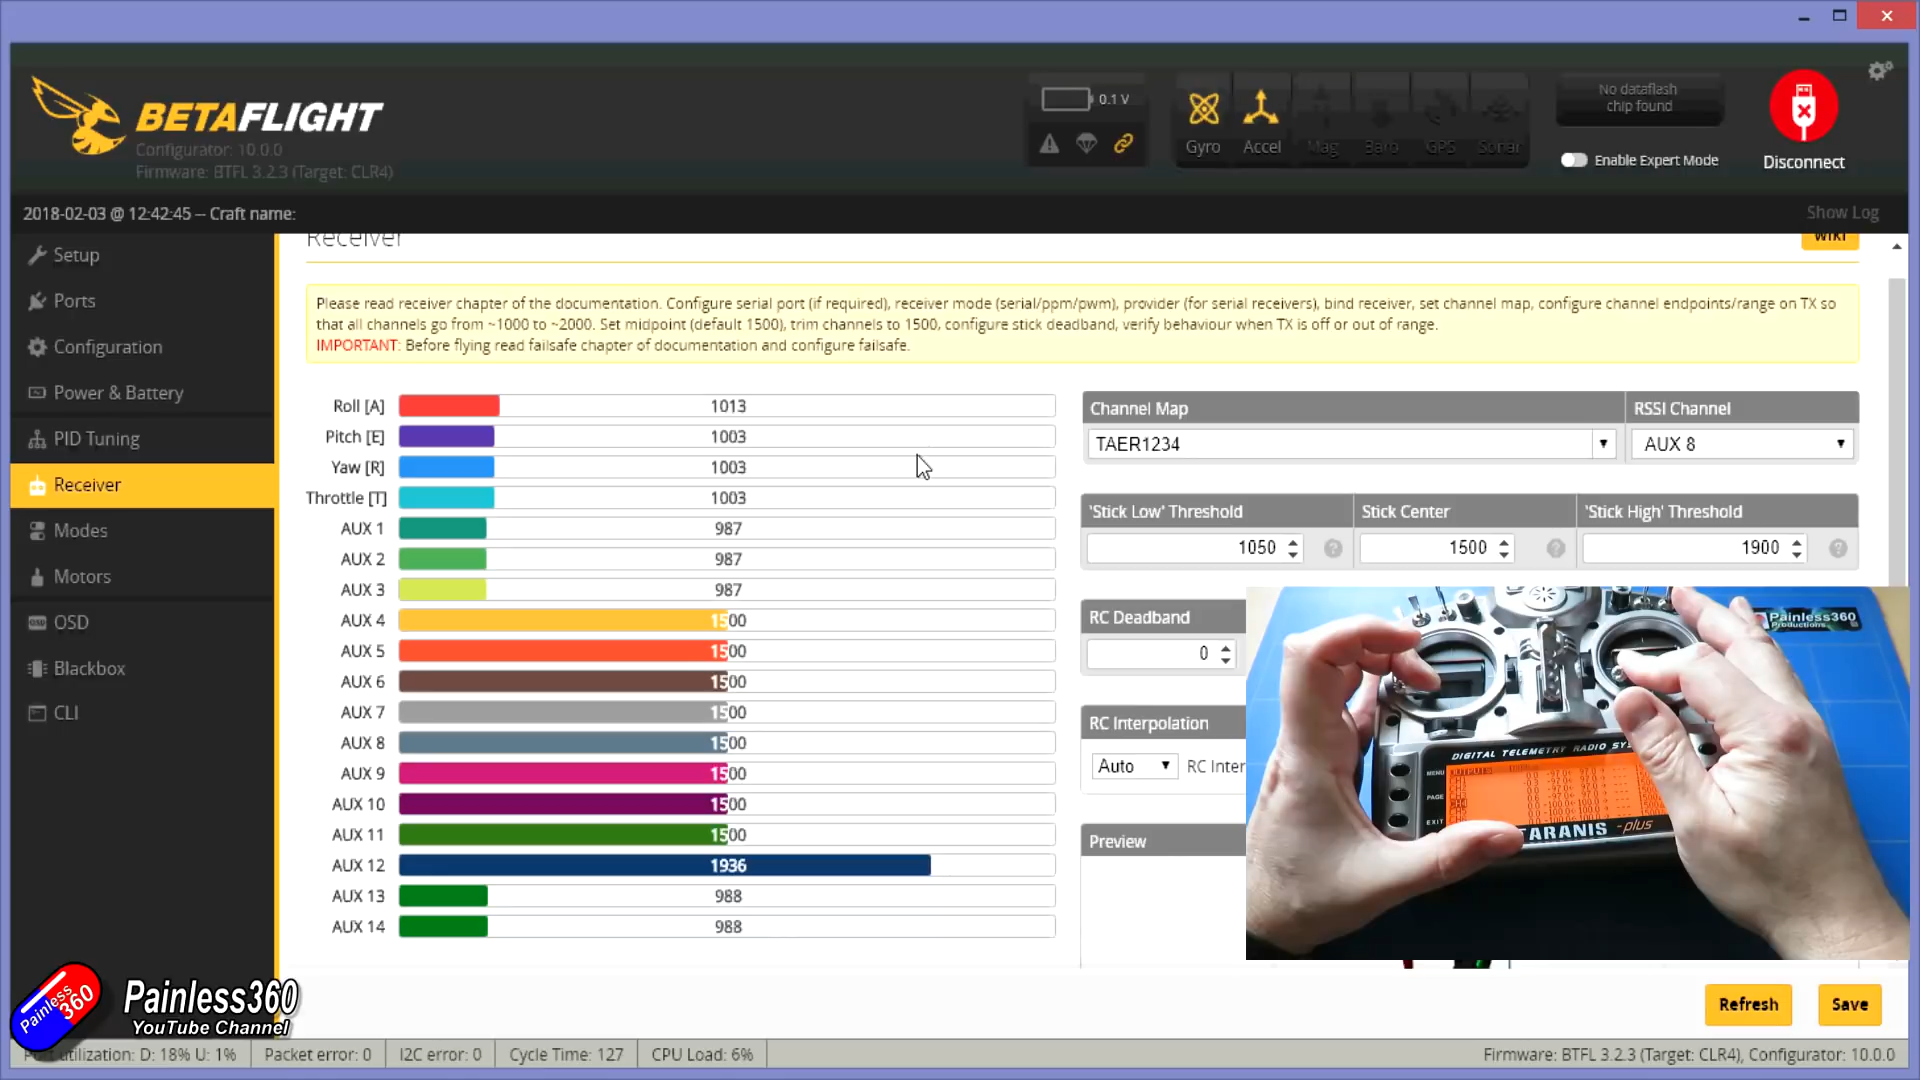 BETAFLIGHT
Configurator: 10.0.0
Firmware: BTFL 3.2.3 (Target: CLR4)
0.1 V
Gyro
Accel
Mag
Baro
GPS
Sonar
No dataflash
chip found
Enable Expert Mode
Disconnect
2018-02-03 @ 12:42:45 -- Craft name:
Show Log
Setup
Ports
Configuration
Power & Battery
PID Tuning
Receiver
Modes
Motors
OSD
Blackbox
CLI
Receiver
WIKI
Please read receiver chapter of the documentation. Configure serial port (if required), receiver mode (serial/ppm/pwm), provider (for serial receivers), bind receiver, set channel map, configure channel endpoints/range on TX so
that all channels go from ~1000 to ~2000. Set midpoint (default 1500), trim channels to 1500, configure stick deadband, verify behaviour when TX is off or out of range.
IMPORTANT: Before flying read failsafe chapter of documentation and configure failsafe.
Roll [A] 1013
Pitch [E] 1003
Yaw [R] 1003
Throttle [T] 1003
AUX 1 987
AUX 2 987
AUX 3 987
AUX 4 1500
AUX 5 1500
AUX 6 1500
AUX 7 1500
AUX 8 1500
AUX 9 1500
AUX 10 1500
AUX 11 1500
AUX 12 1936
AUX 13 988
AUX 14 988
Channel Map
RSSI Channel
TAER1234
AUX 8
'Stick Low' Threshold
Stick Center
'Stick High' Threshold
1050
1500
1900
RC Deadband
0
RC Interpolation
Auto
RC Inter
Preview
Painless360
Productions
DIGITAL TELEMETRY RADIO SY
MENU
PAGE
EXIT
OUTPUTS
TARANIS -plus
Painless360
Painless360
YouTube Channel
Refresh
Save
utilization: D: 18% U: 1%
Packet error: 0
I2C error: 0
Cycle Time: 127
CPU Load: 6%
Firmware: BTFL 3.2.3 (Target: CLR4), Configurator: 10.0.0